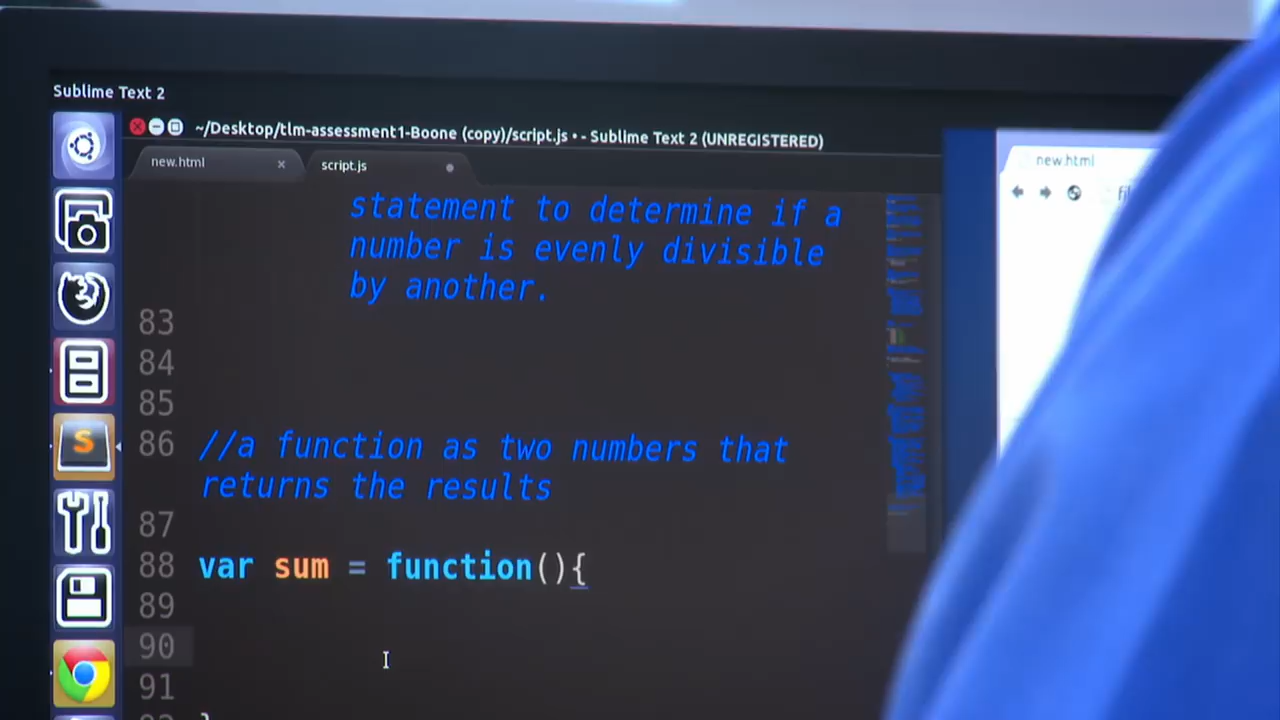 Sublime Text 2
~/Desktop/tlm-assessment1-Boone (copy)/script.js • - Sublime Text 2 (UNREGISTERED)
new.html × script.js
new.html
statement to determine if a
number is evenly divisible
by another.
83
84
85
86 //a function as two numbers that
returns the results
87
88 var sum = function(){
89
90
91
}